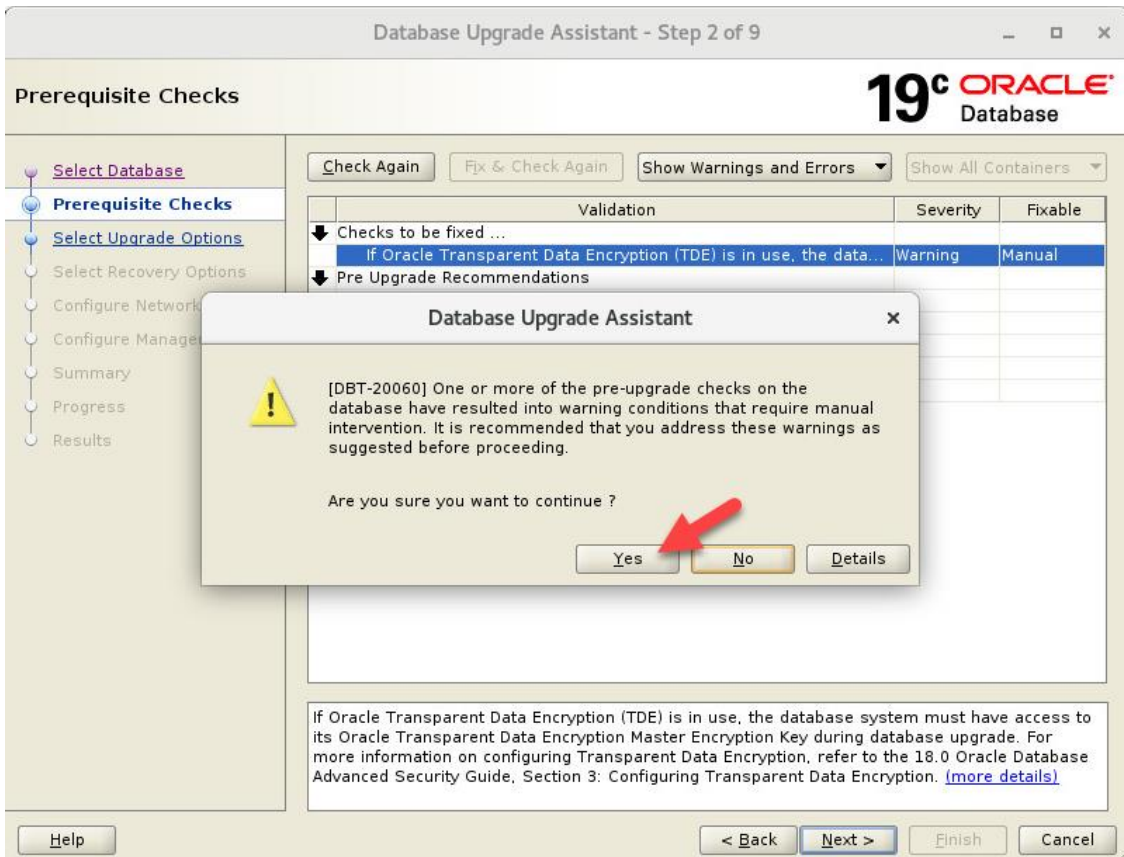 Database Upgrade Assistant - Step 2 of 9
Prerequisite Checks
19c ORACLE
Database
Select Database
Prerequisite Checks
Select Upgrade Options
Select Recovery Options
Configure Network
Configure Manage
Summary
Progress
Results
Check Again
Fix & Check Again
Show Warnings and Errors
Show All Containers
Validation Severity Fixable
Checks to be fixed ...
If Oracle Transparent Data Encryption (TDE) is in use, the data... Warning Manual
Pre Upgrade Recommendations
Database Upgrade Assistant
[DBT-20060] One or more of the pre-upgrade checks on the
database have resulted into warning conditions that require manual
intervention. It is recommended that you address these warnings as
suggested before proceeding.
Are you sure you want to continue ?
Yes No Details
If Oracle Transparent Data Encryption (TDE) is in use, the database system must have access to
its Oracle Transparent Data Encryption Master Encryption Key during database upgrade. For
more information on configuring Transparent Data Encryption, refer to the 18.0 Oracle Database
Advanced Security Guide, Section 3: Configuring Transparent Data Encryption. (more details)
Help < Back Next > Finish Cancel